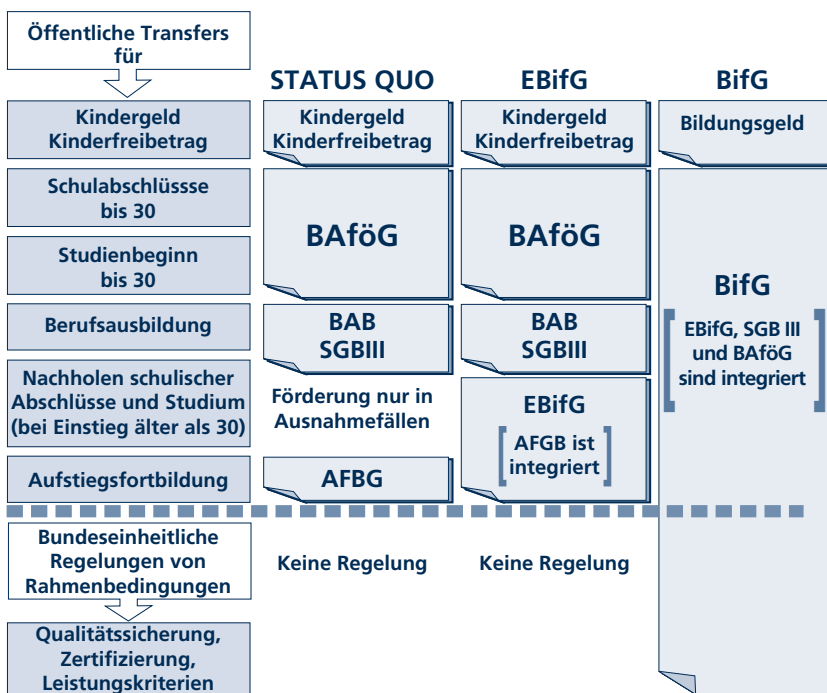 Öffentliche Transfers
für
STATUS QUO
EBifG
BifG
Kindergeld
Kinderfreibetrag
Kindergeld
Kinderfreibetrag
Kindergeld
Kinderfreibetrag
Bildungsgeld
Schulabschlüssse
bis 30
Studienbeginn
bis 30
BAföG
BAföG
BifG
EBifG, SGB III
und BAföG
sind integriert
Berufsausbildung
BAB
SGBIII
BAB
SGBIII
Nachholen schulischer
Abschlüsse und Studium
(bei Einstieg älter als 30)
Förderung nur in
Ausnahmefällen
EBifG
AFGB ist
integriert
Aufstiegsfortbildung
AFBG
Bundeseinheitliche
Regelungen von
Rahmenbedingungen
Keine Regelung
Keine Regelung
Qualitätssicherung,
Zertifizierung,
Leistungskriterien